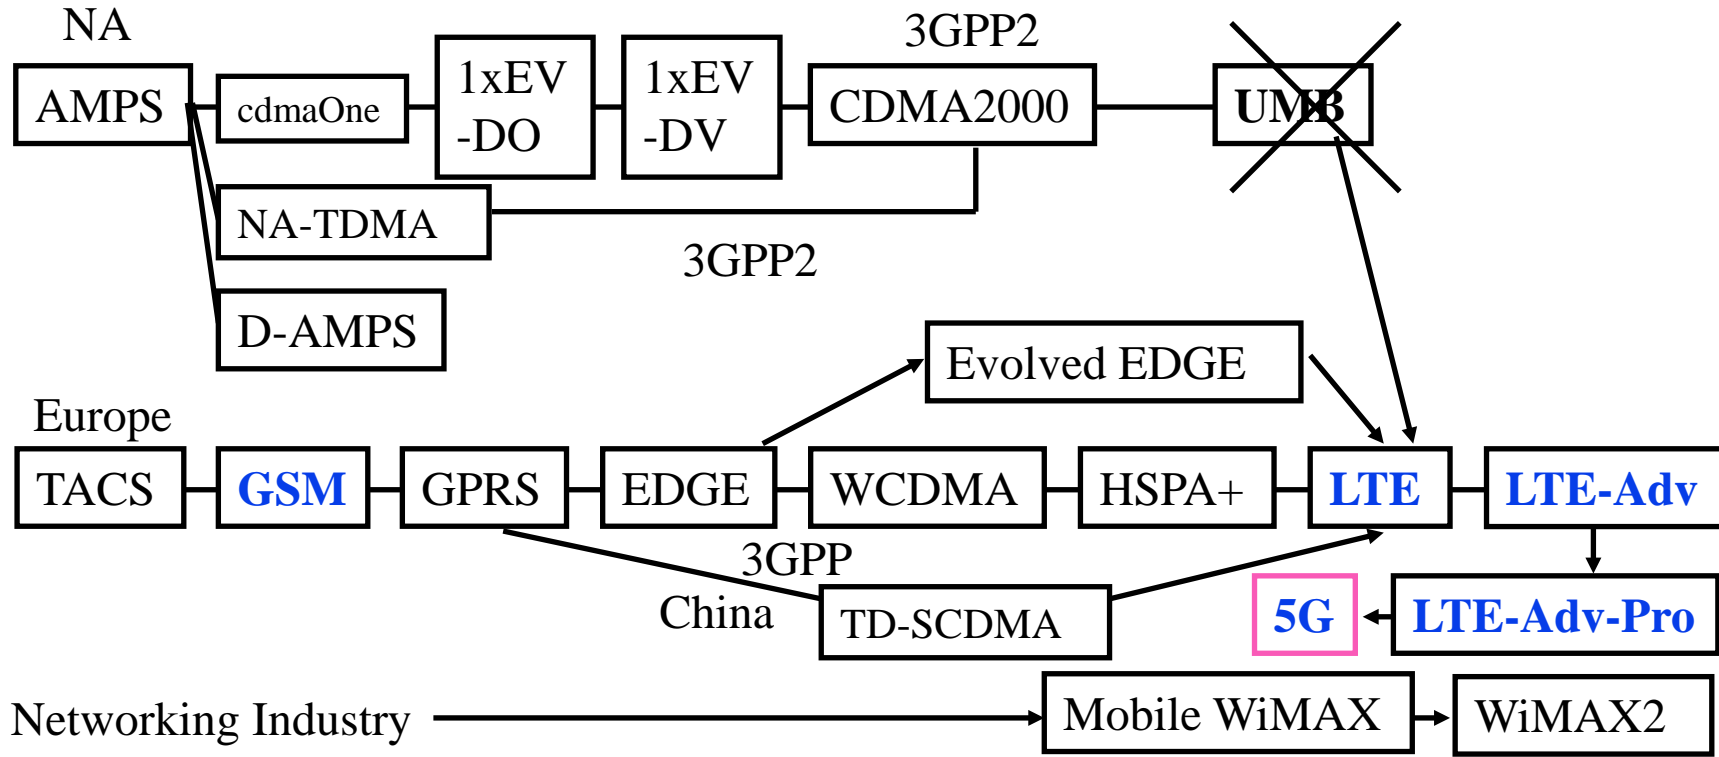 NA
3GPP2
AMPS
cdmaOne
1xEV
-DO
1xEV
-DV
CDMA2000
UMB
NA-TDMA
3GPP2
D-AMPS
Evolved EDGE
Europe
TACS
GSM
GPRS
EDGE
WCDMA
HSPA+
LTE
LTE-Adv
3GPP
China
TD-SCDMA
5G
LTE-Adv-Pro
Networking Industry
Mobile WiMAX
WiMAX2